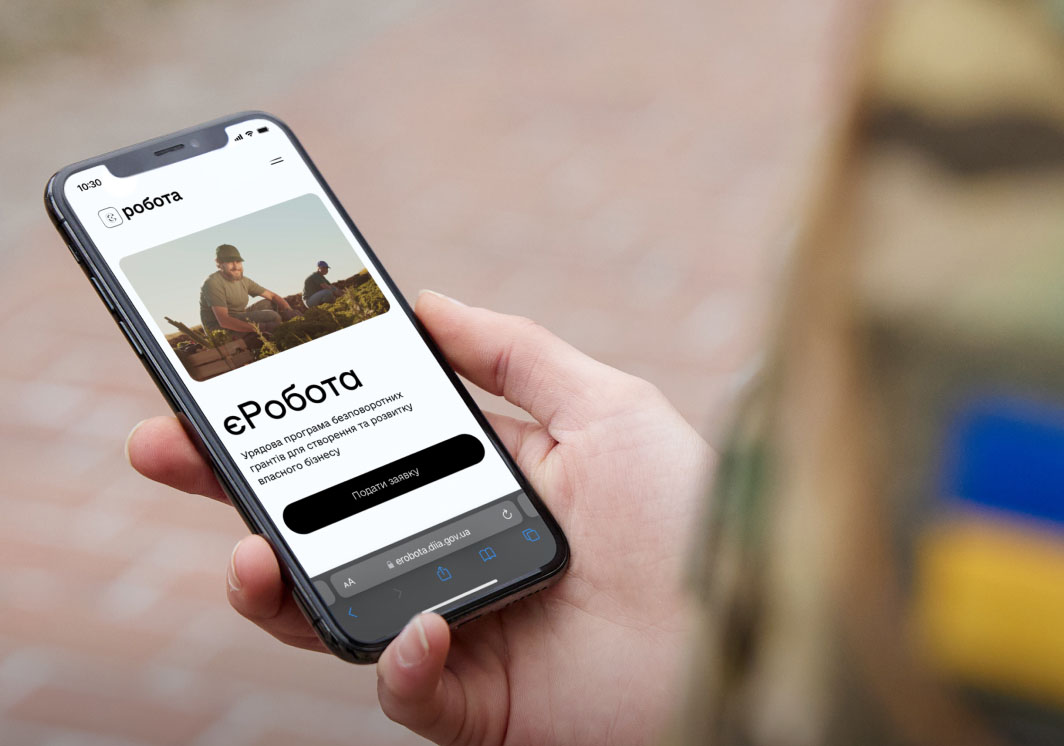 10:30
робота
єРобота
Урядова програма безповоротних
грантів для створення та розвитку
власного бізнесу
Подати заявку
AA
erobota.diia.gov.ua